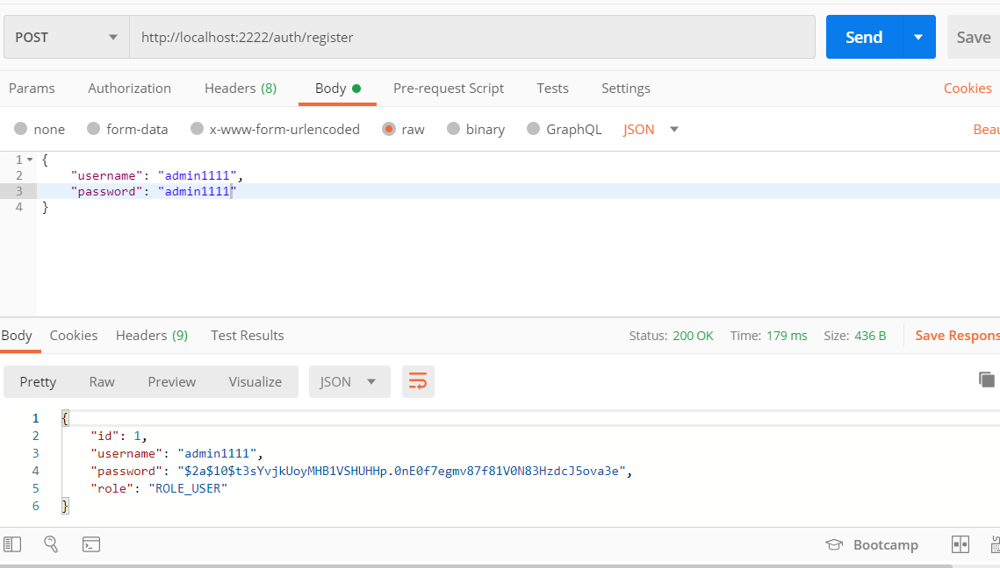 POST http://localhost:2222/auth/register Send Save
Params Authorization Headers (8) Body Pre-request Script Tests Settings Cookies
none form-data x-www-form-urlencoded raw binary GraphQL JSON Beau
1 {
2 "username": "admin1111",
3 "password": "admin1111"
4 }
Body Cookies Headers (9) Test Results Status: 200 OK Time: 179 ms Size: 436 B Save Respons
Pretty Raw Preview Visualize JSON
1 {
2 "id": 1,
3 "username": "admin1111",
4 "password": "$2a$10$t3sYvjkUoyMHB1VSHUHHp.0nE0f7egmv87f81V0N83HzdcJ5ova3e",
5 "role": "ROLE_USER"
6 }
Bootcamp